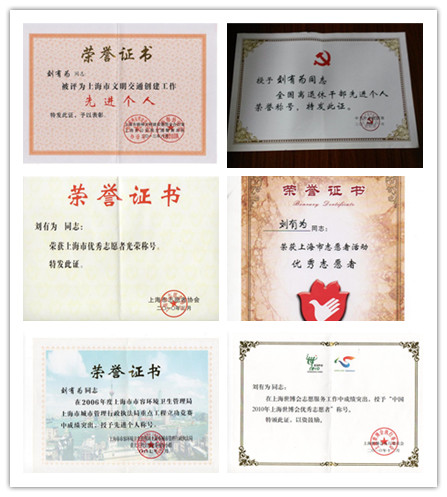 荣誉证书
刘有为 同志
被评为上海市文明交通创建工作
先进个人
特发此证，予以表彰。
授予 刘有为同志
全国离退休干部先进个人
荣誉称号，特发此证。
荣誉证书
刘有为 同志：
荣获上海市优秀志愿者光荣称号。
特发此证。
上海市志愿者协会
荣誉证书
Honorary Certificate
刘有为 同志：
荣获上海市志愿者活动
优秀志愿者
荣誉证书
刘有为同志：
在2006年度上海市市容环境卫生管理局
上海市城市管理行政执法局重点工程立功竞赛
中成绩突出，授予先进个人称号。
刘有为同志：
在上海世博会志愿服务工作中成绩突出，授予“中国
2010年上海世博会优秀志愿者”称号。
特颁此证，以资鼓励。